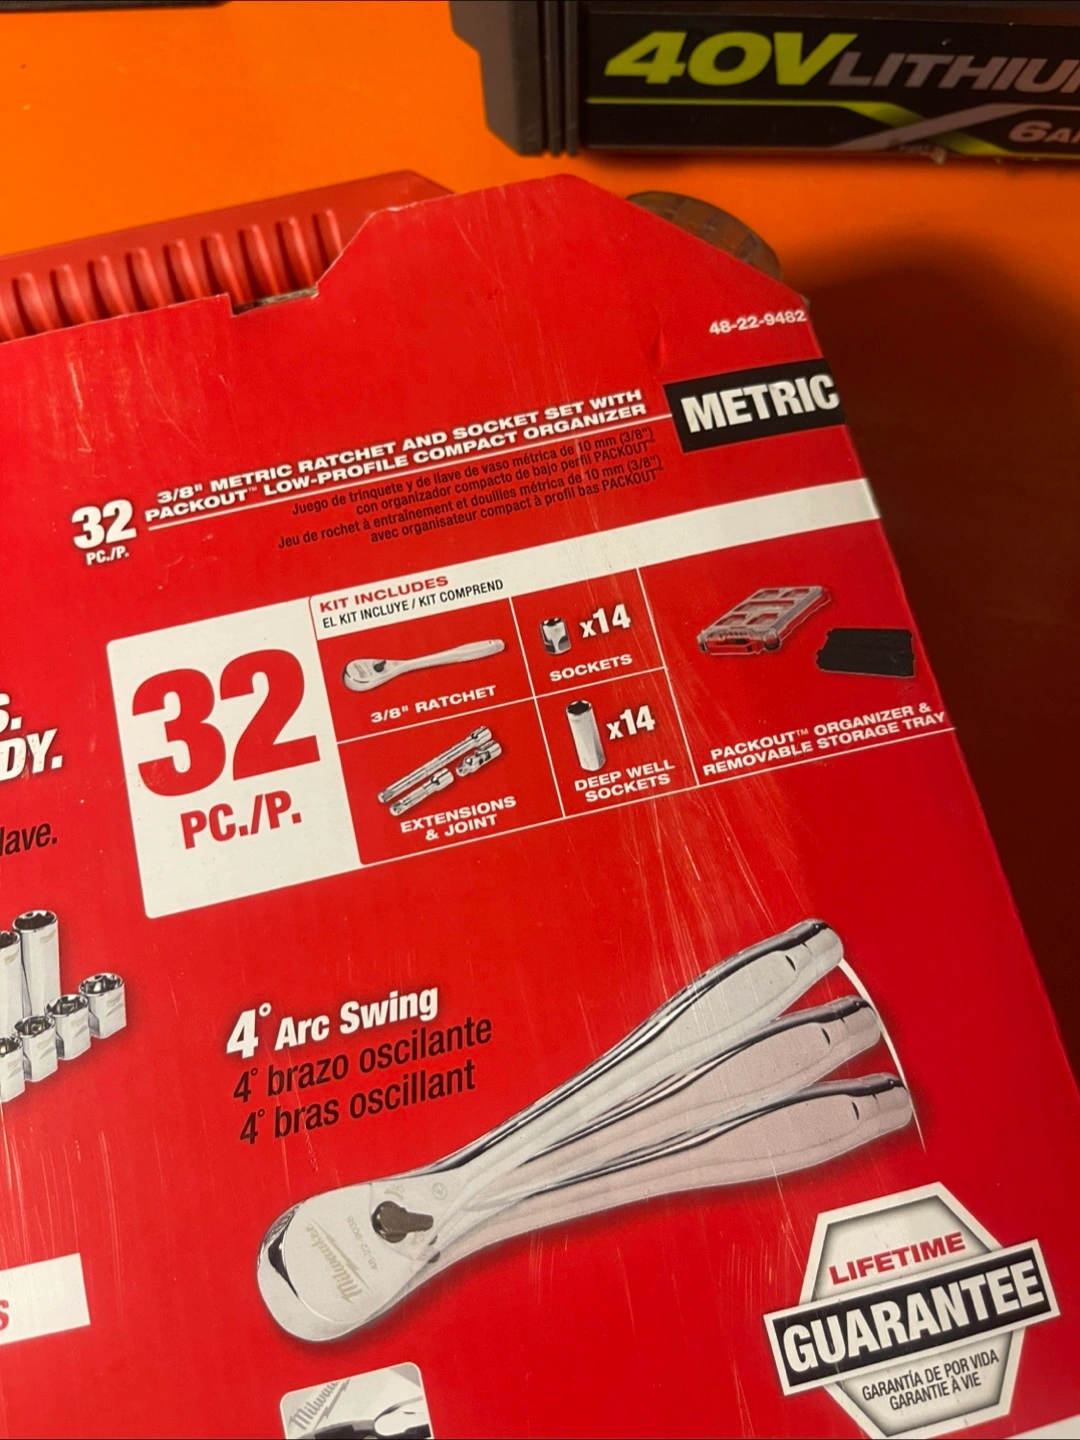 40V LITHIU
6A
48-22-9482
METRIC
32
PC./P.
3/8" METRIC RATCHET AND SOCKET SET WITH
PACKOUT™ LOW-PROFILE COMPACT ORGANIZER
Juego de trinquete y de llave de vaso métrica de 10 mm (3/8")
con organizador compacto de bajo perfil PACKOUT™
Jeu de rochet à entraînement et douilles métrica de 10 mm (3/8")
avec organisateur compact à profil bas PACKOUT™
KIT INCLUDES
EL KIT INCLUYE / KIT COMPREND
32
PC./P.
3/8" RATCHET
x14
SOCKETS
EXTENSIONS
& JOINT
x14
DEEP WELL
SOCKETS
PACKOUT™ ORGANIZER &
REMOVABLE STORAGE TRAY
S.
DY.
lave.
4° Arc Swing
4° brazo oscilante
4° bras oscillant
Milwaukee
S
LIFETIME
GUARANTEE
GARANTÍA DE POR VIDA
GARANTIE À VIE
Milwau